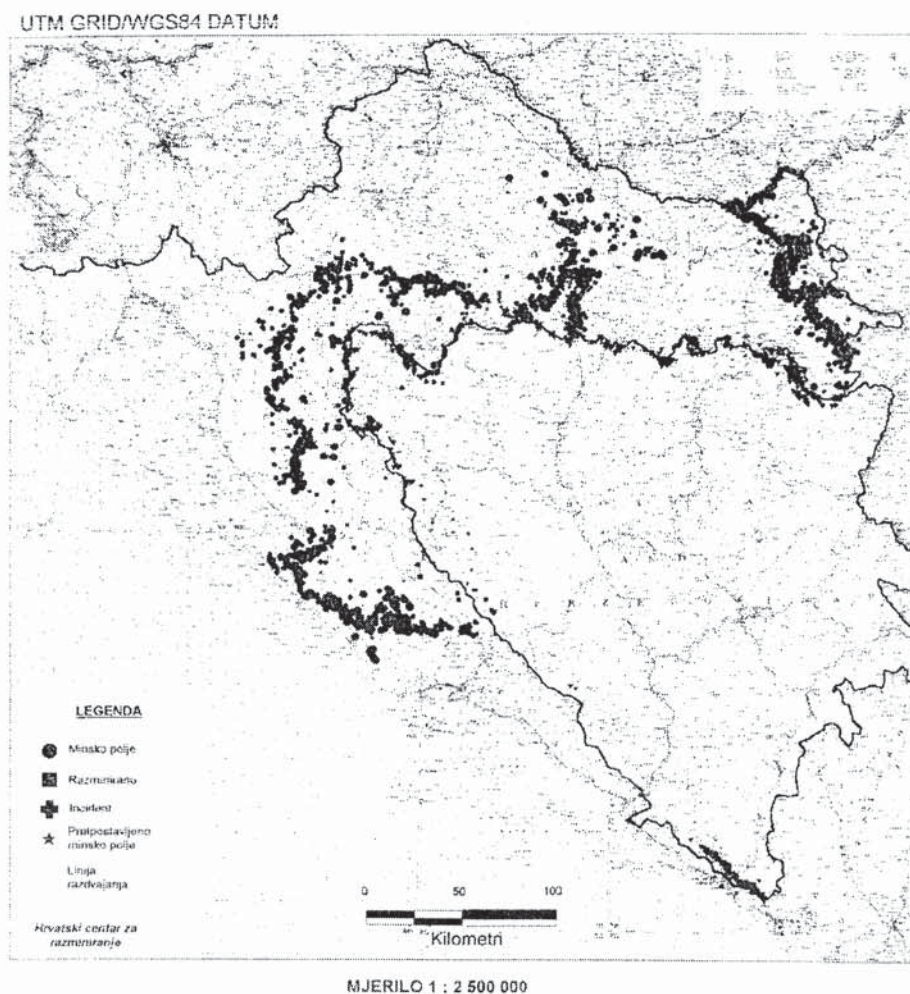 UTM GRID/WGS84 DATUM
LEGENDA
Minsko polje
Razminirano
Incident
Pretpostavljeno
minsko polje
Linija
razdvajanja
Hrvatski centar za
razminiranje
0 50 100
Kilometri
MJERILO 1 : 2 500 000